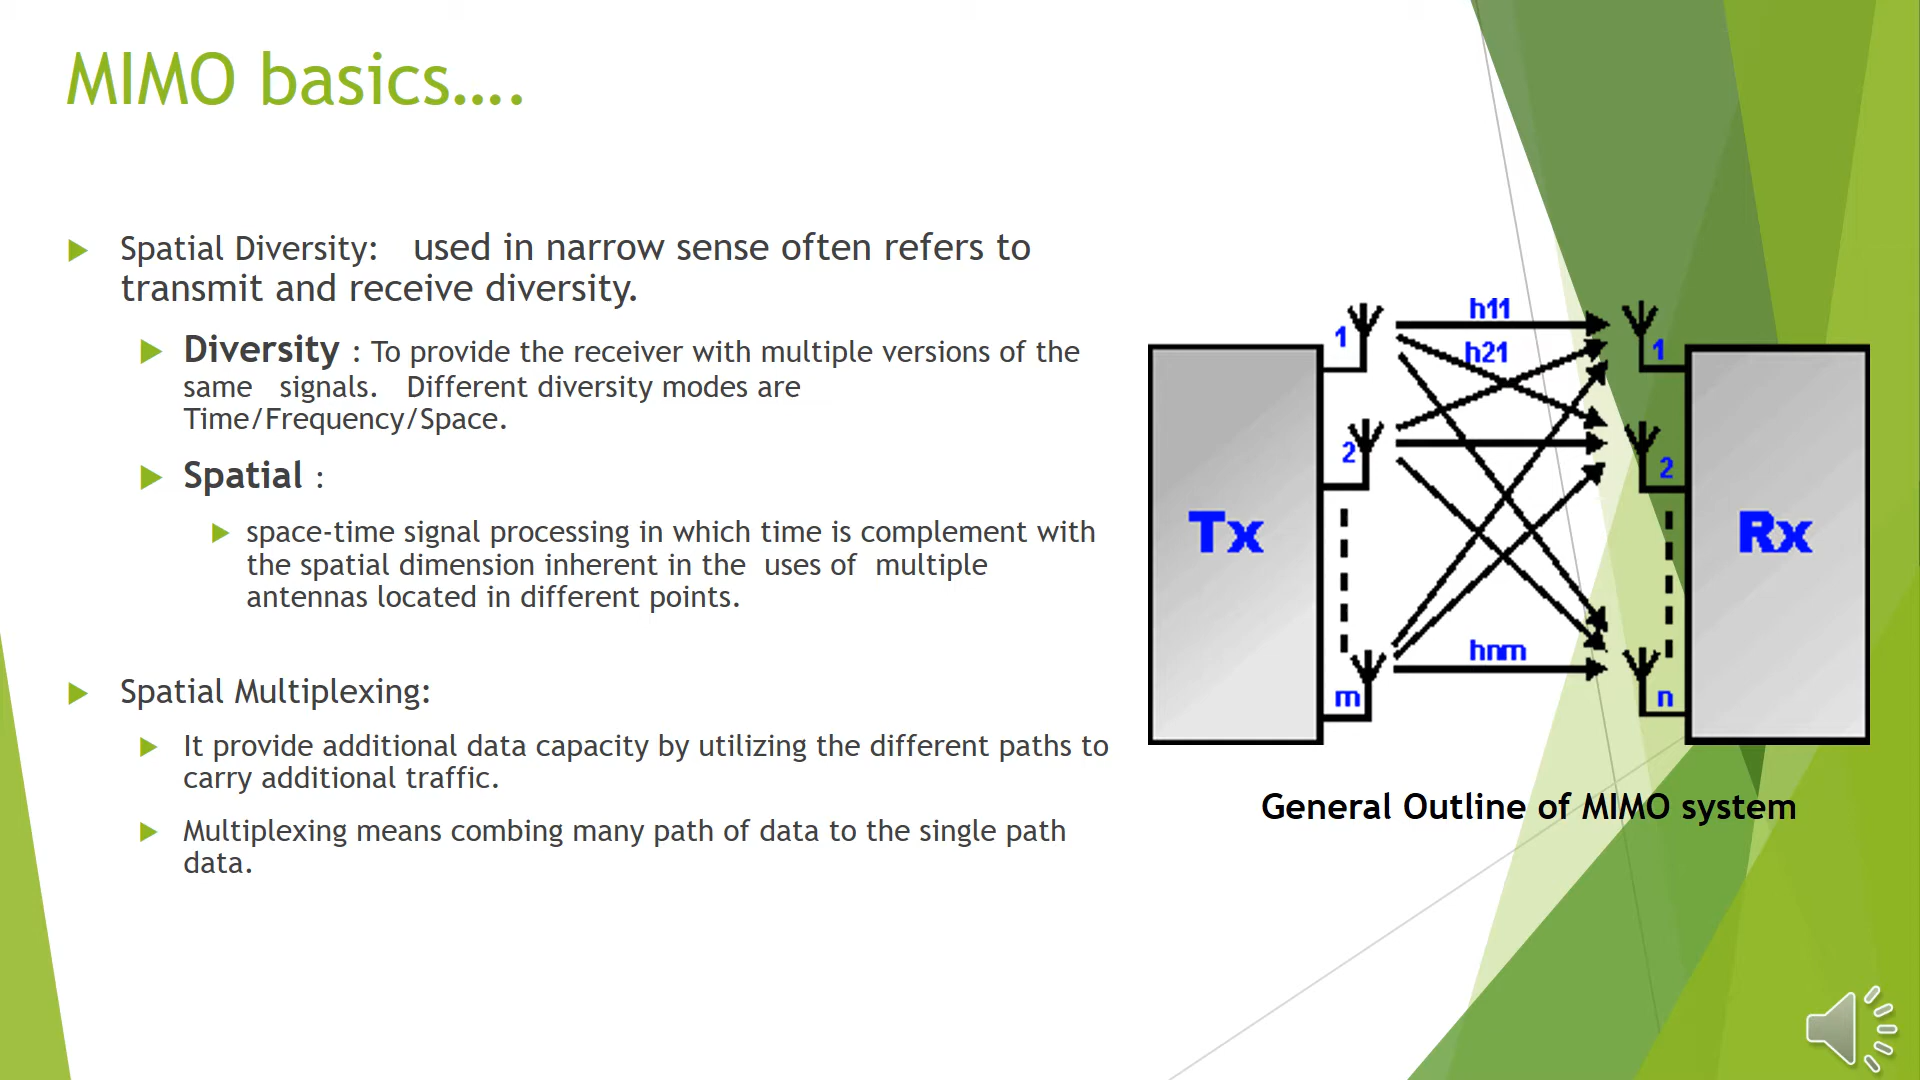 MIMO basics....
Spatial Diversity: used in narrow sense often refers to
transmit and receive diversity.
Diversity : To provide the receiver with multiple versions of the
same signals. Different diversity modes are
Time/Frequency/Space.
Spatial :
space-time signal processing in which time is complement with
the spatial dimension inherent in the uses of multiple
antennas located in different points.
Spatial Multiplexing:
It provide additional data capacity by utilizing the different paths to
carry additional traffic.
Multiplexing means combing many path of data to the single path
data.
h11
1
1
h21
2
2
Tx
Rx
hnm
m
n
General Outline of MIMO system